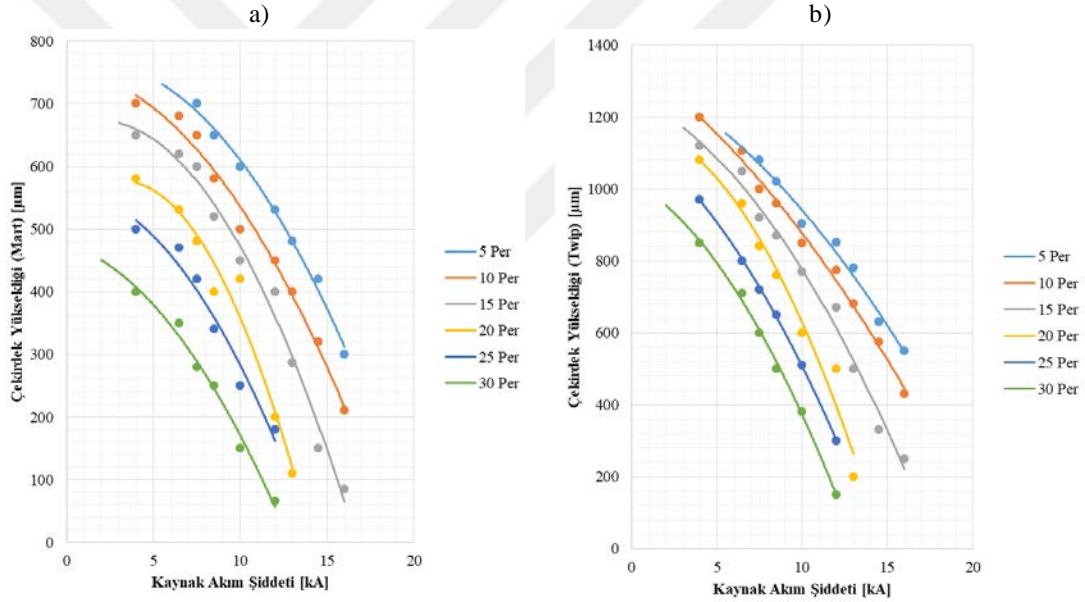 a)
800
700
600
500
400
300
200
100
0
0 5 10 15 20
Çekirdek Yüksekliği (Mart) [µm]
Kaynak Akım Şiddeti [kA]
5 Per
10 Per
15 Per
20 Per
25 Per
30 Per
b)
1400
1200
1000
800
600
400
200
0
0 5 10 15 20
Çekirdek Yüksekliği (Twip) [µm]
Kaynak Akım Şiddeti [kA]
5 Per
10 Per
15 Per
20 Per
25 Per
30 Per